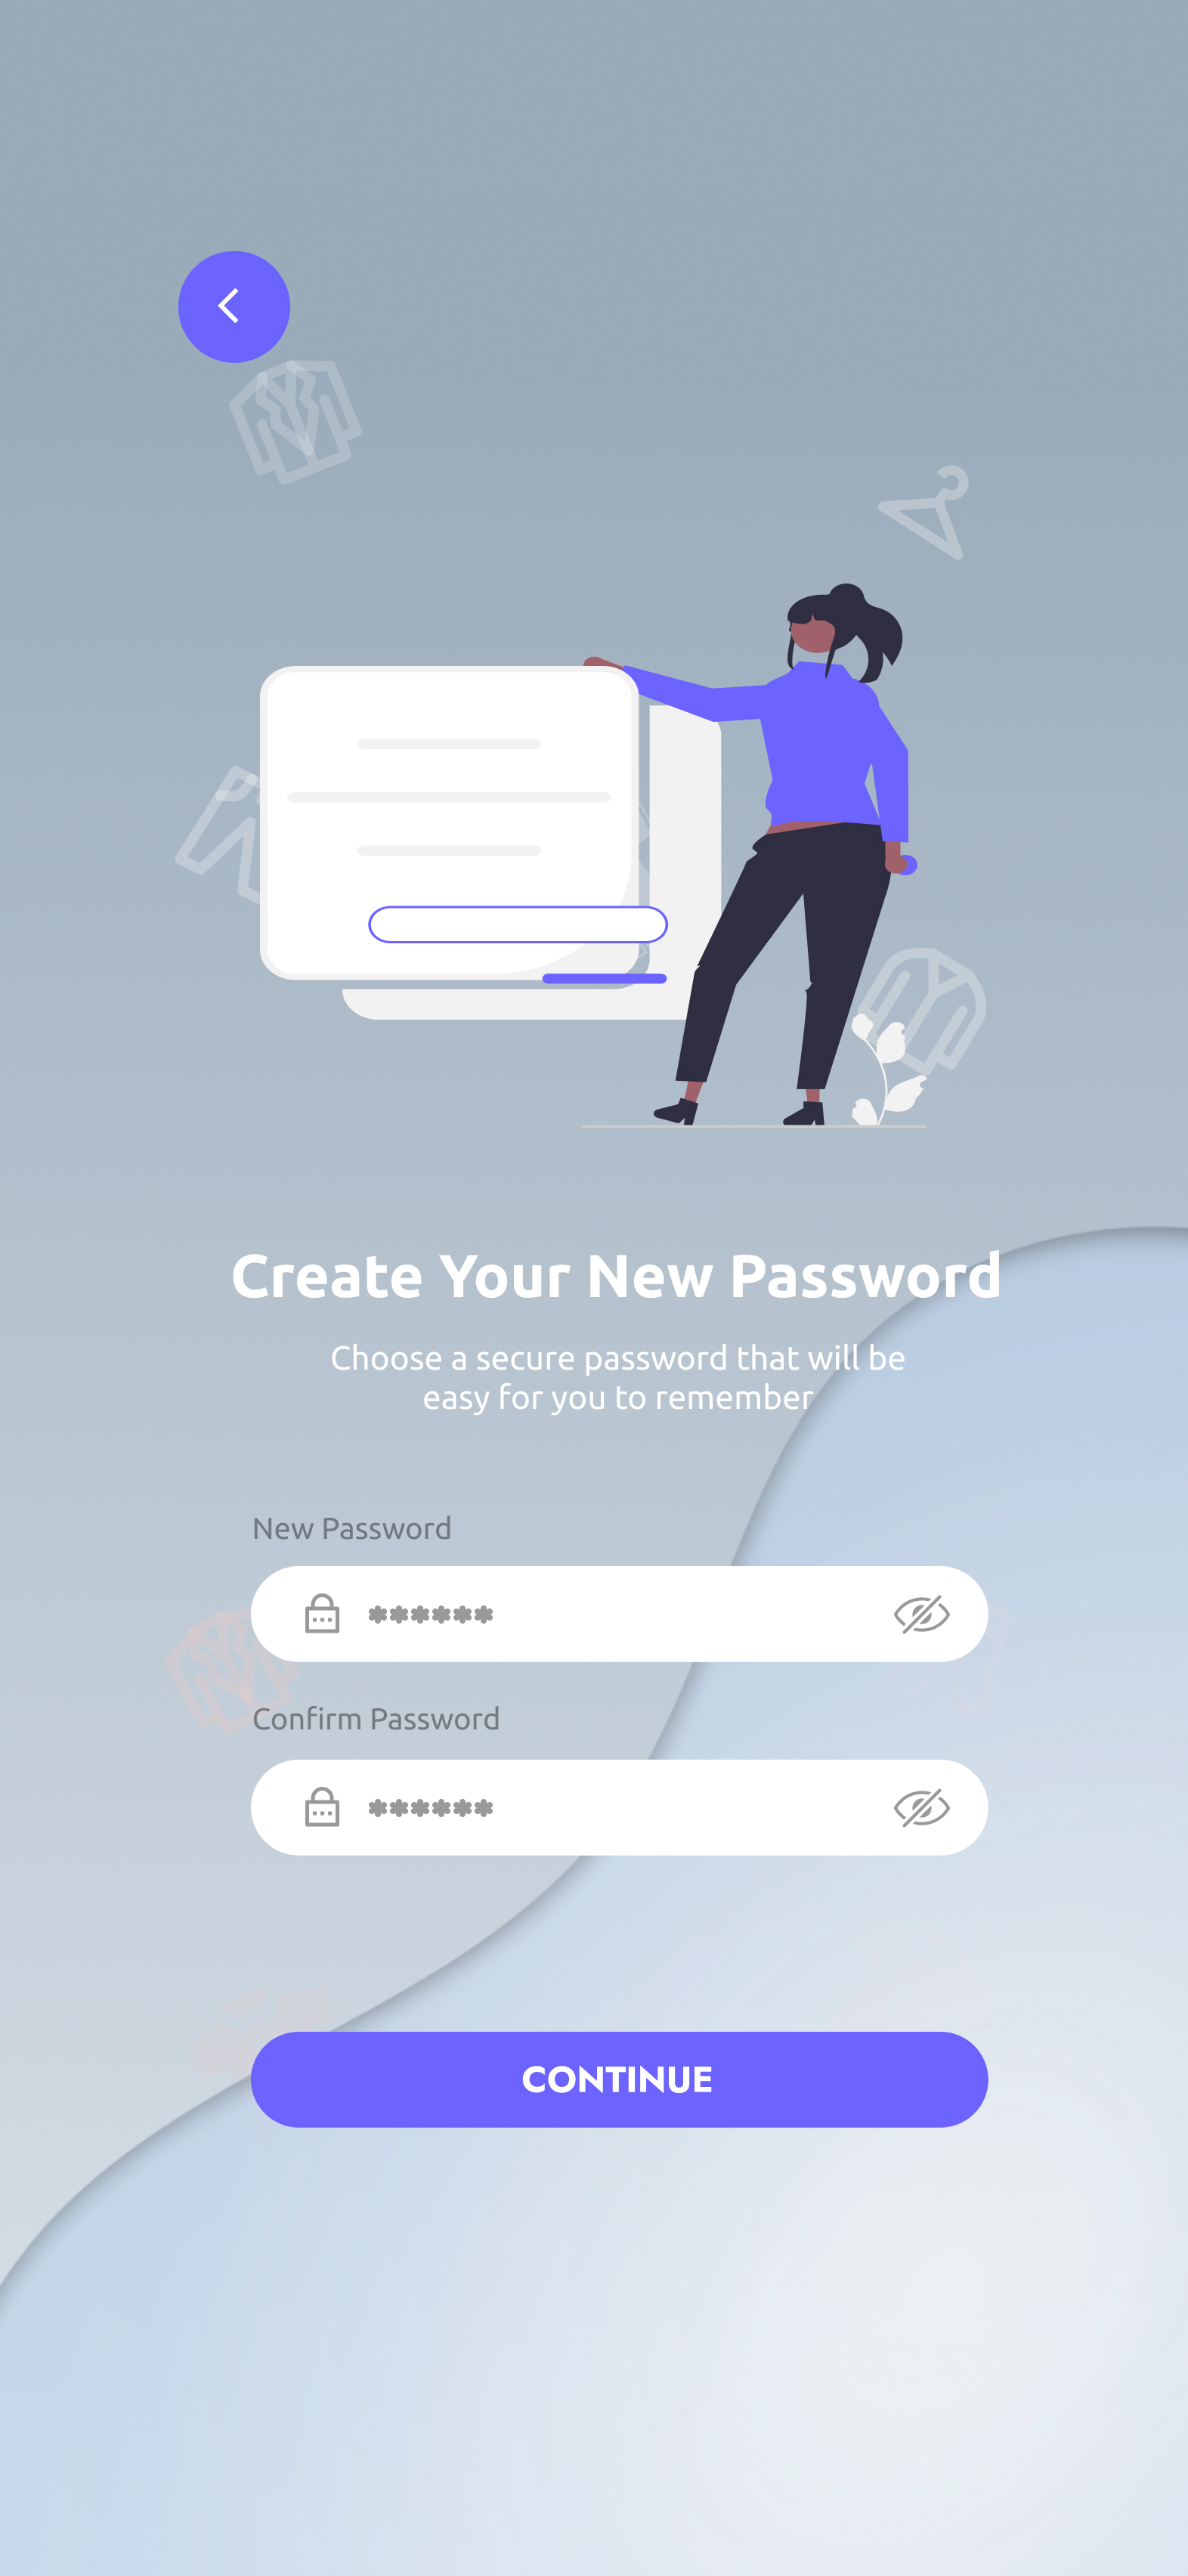 Create Your New Password
Choose a secure password that will be
easy for you to remember
New Password
******
Confirm Password
******
CONTINUE